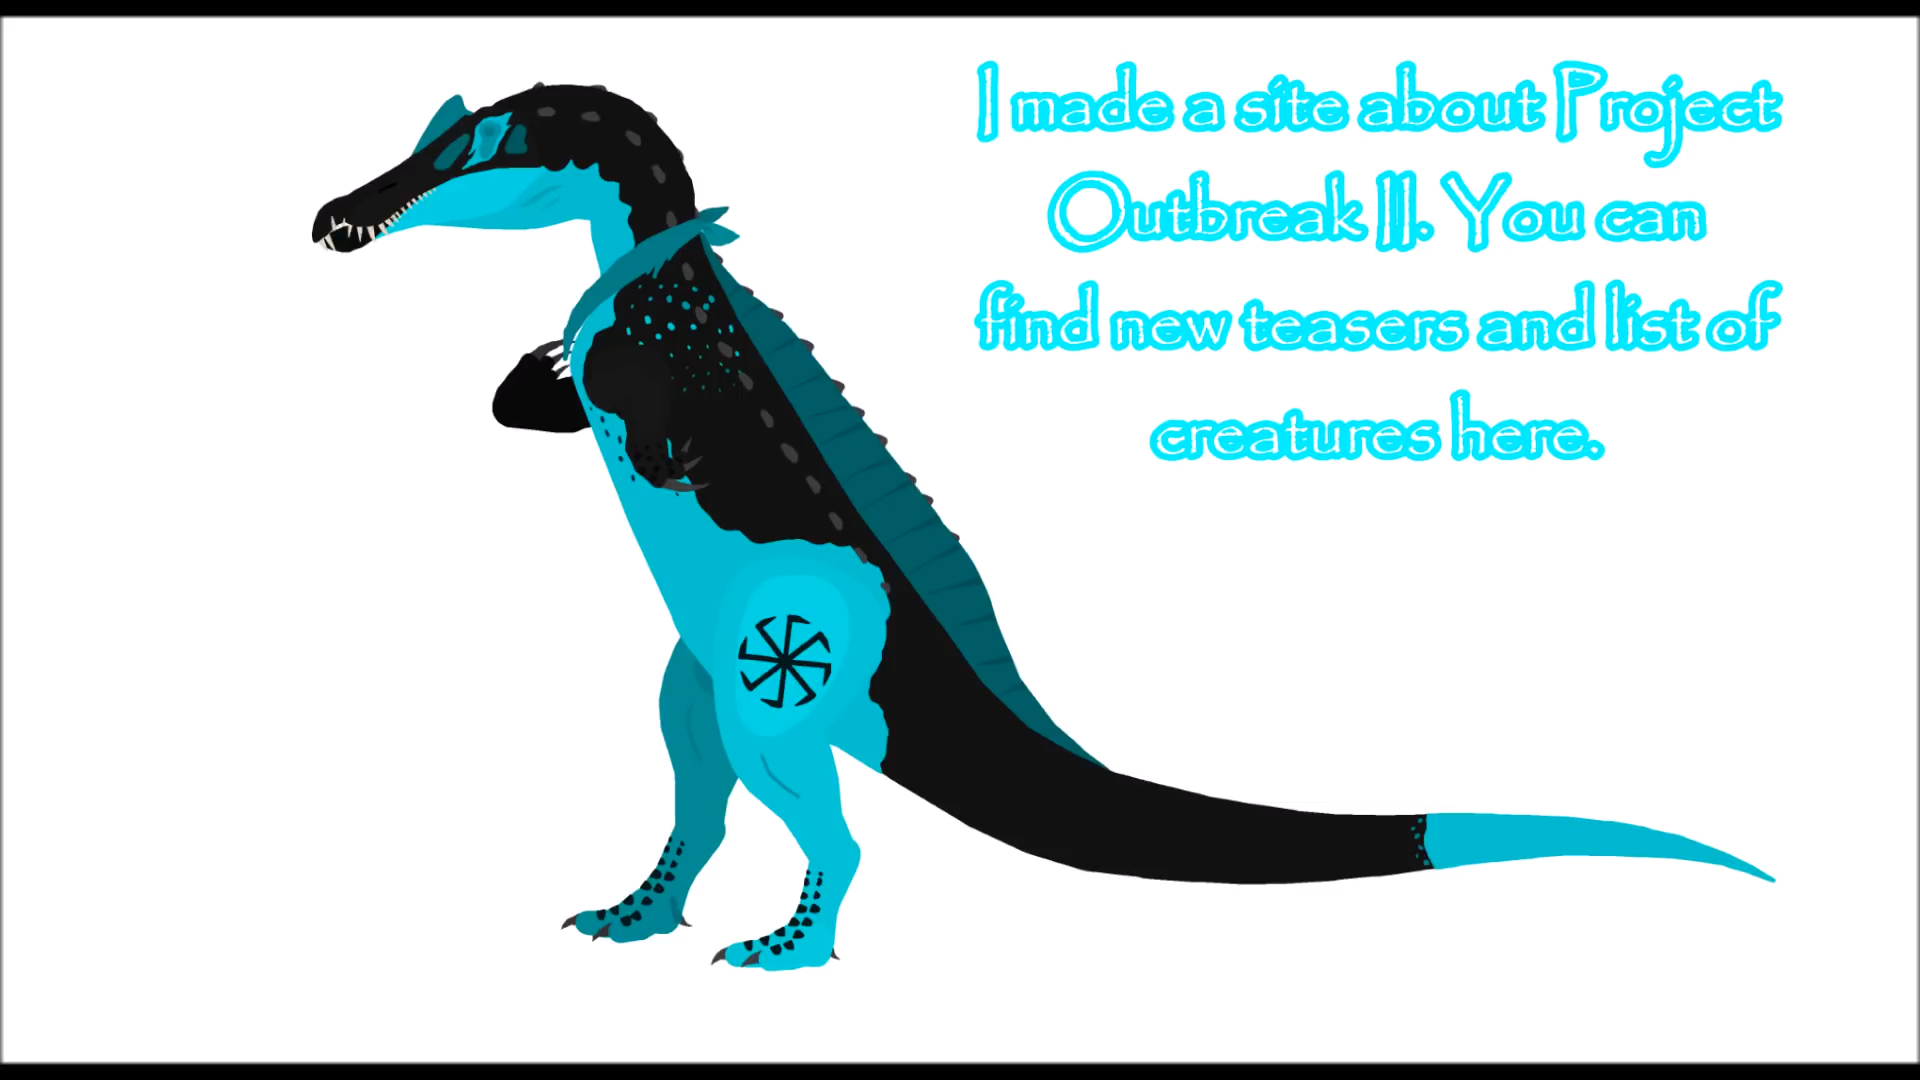 I made a site about Project
Outbreak II. You can
find new teasers and list of
creatures here.